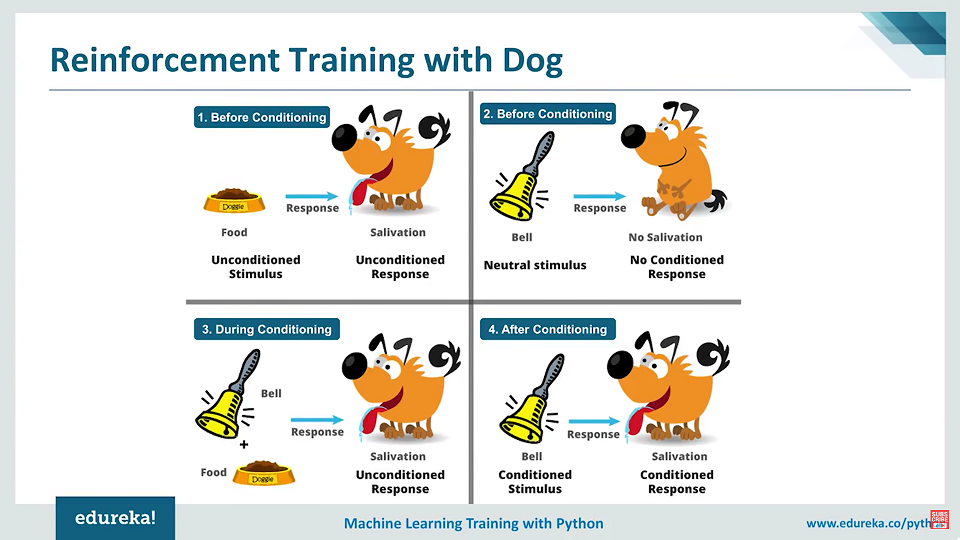 Reinforcement Training with Dog
1. Before Conditioning
Doggie
Response
Food
Salivation
Unconditioned
Stimulus
Unconditioned
Response
2. Before Conditioning
Response
Bell
No Salivation
Neutral stimulus
No Conditioned
Response
3. During Conditioning
Bell
Response
+
Food
Doggie
Salivation
Unconditioned
Response
4. After Conditioning
Response
Bell
Salivation
Conditioned
Stimulus
Conditioned
Response
edureka!
Machine Learning Training with Python
www.edureka.co/pyth
SUBS
CRIBE